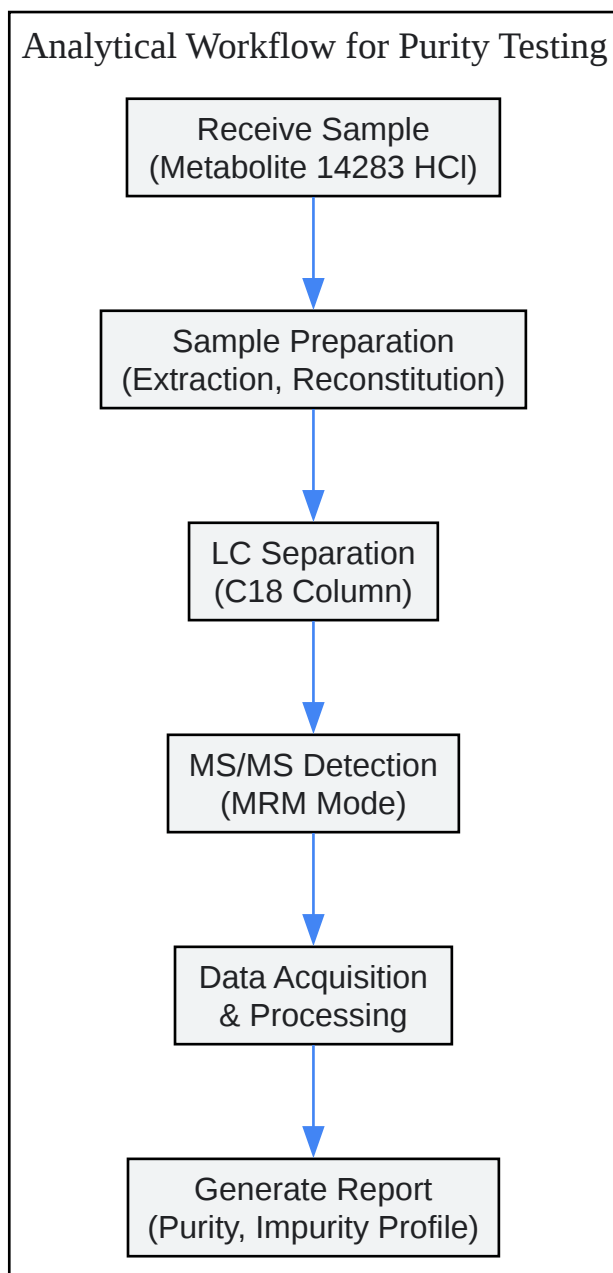 Analytical Workflow for Purity Testing
Receive Sample
(Metabolite 14283 HCl)
Sample Preparation
(Extraction, Reconstitution)
LC Separation
(C18 Column)
MS/MS Detection
(MRM Mode)
Data Acquisition
& Processing
Generate Report
(Purity, Impurity Profile)